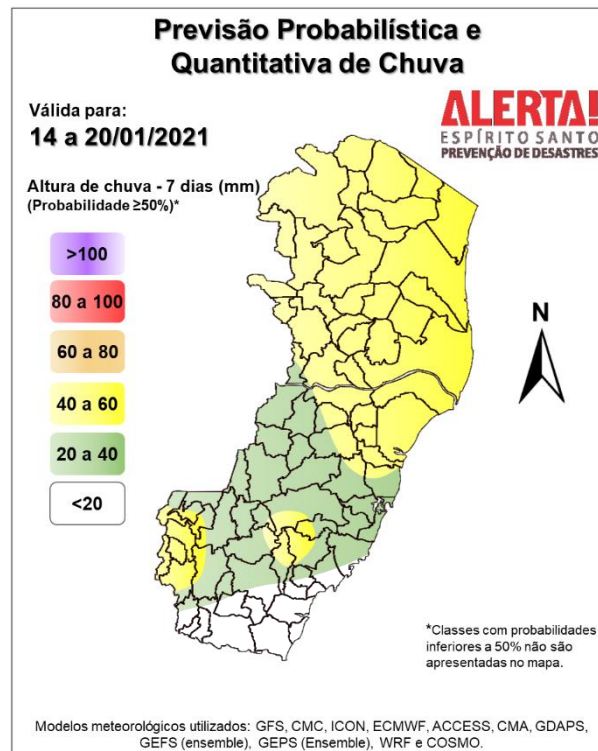 Previsão Probabilística e
Quantitativa de Chuva
Válida para:
14 a 20/01/2021
ALERTA!
ESPÍRITO SANTO
PREVENÇÃO DE DESASTRES
Altura de chuva - 7 dias (mm)
(Probabilidade ≥50%)*
>100
80 a 100
60 a 80
40 a 60
20 a 40
<20
N
*Classes com probabilidades
inferiores a 50% não são
apresentadas no mapa.
Modelos meteorológicos utilizados: GFS, CMC, ICON, ECMWF, ACCESS, CMA, GDAPS,
GEFS (ensemble), GEPS (Ensemble), WRF e COSMO.